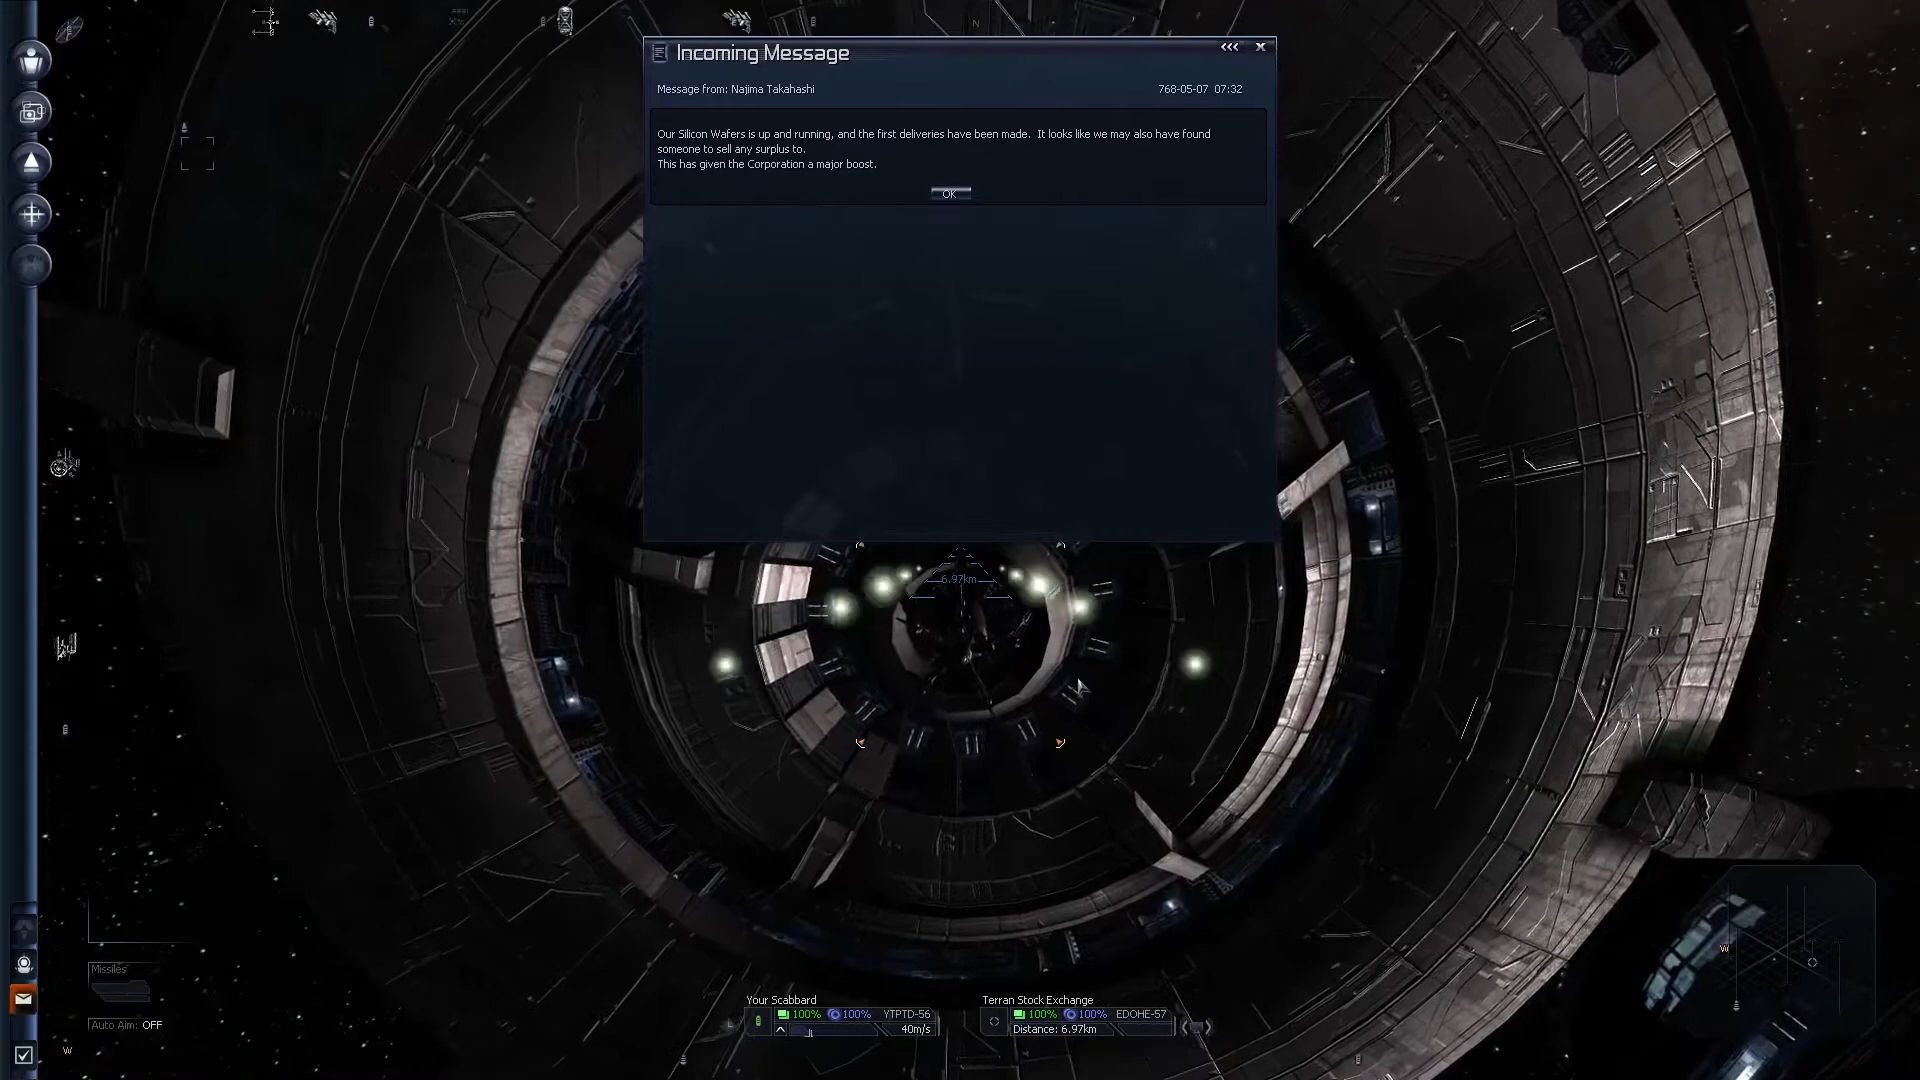 N
Incoming Message
Message from: Najima Takahashi
768-05-07 07:32
Our Silicon Wafers is up and running, and the first deliveries have been made. It looks like we may also have found
someone to sell any surplus to.
This has given the Corporation a major boost.
OK
6.97km
W
Missiles
Auto Aim: OFF
W
Your Scabbard
100% 100% YTPTD-56
40m/s
Terran Stock Exchange
100% 100% EDOHE-57
Distance: 6.97km